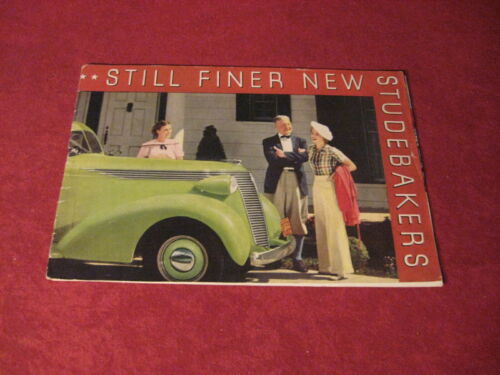 ★★ STILL FINER NEW
STUDEBAKERS